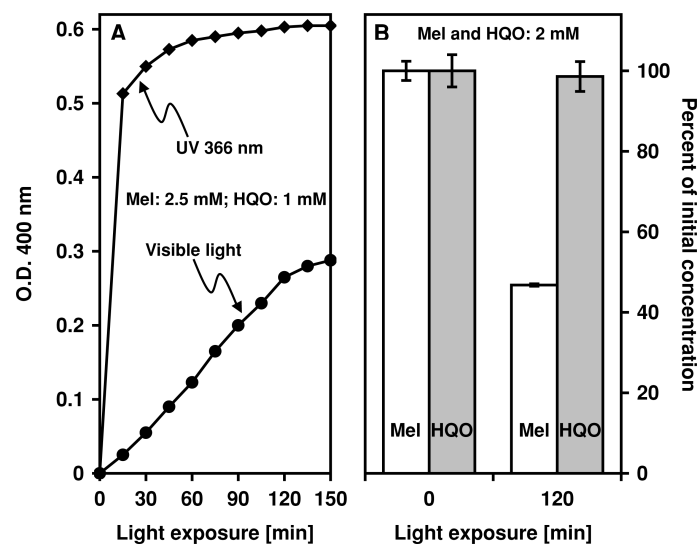 A
0.6
0.5
0.4
0.3
0.2
0.1
0
O.D. 400 nm
UV 366 nm
Mel: 2.5 mM; HQO: 1 mM
Visible light
0 30 60 90 120 150
Light exposure [min]
B
Mel and HQO: 2 mM
100
80
60
40
20
0
Percent of initial concentration
Mel HQO Mel HQO
0 120
Light exposure [min]